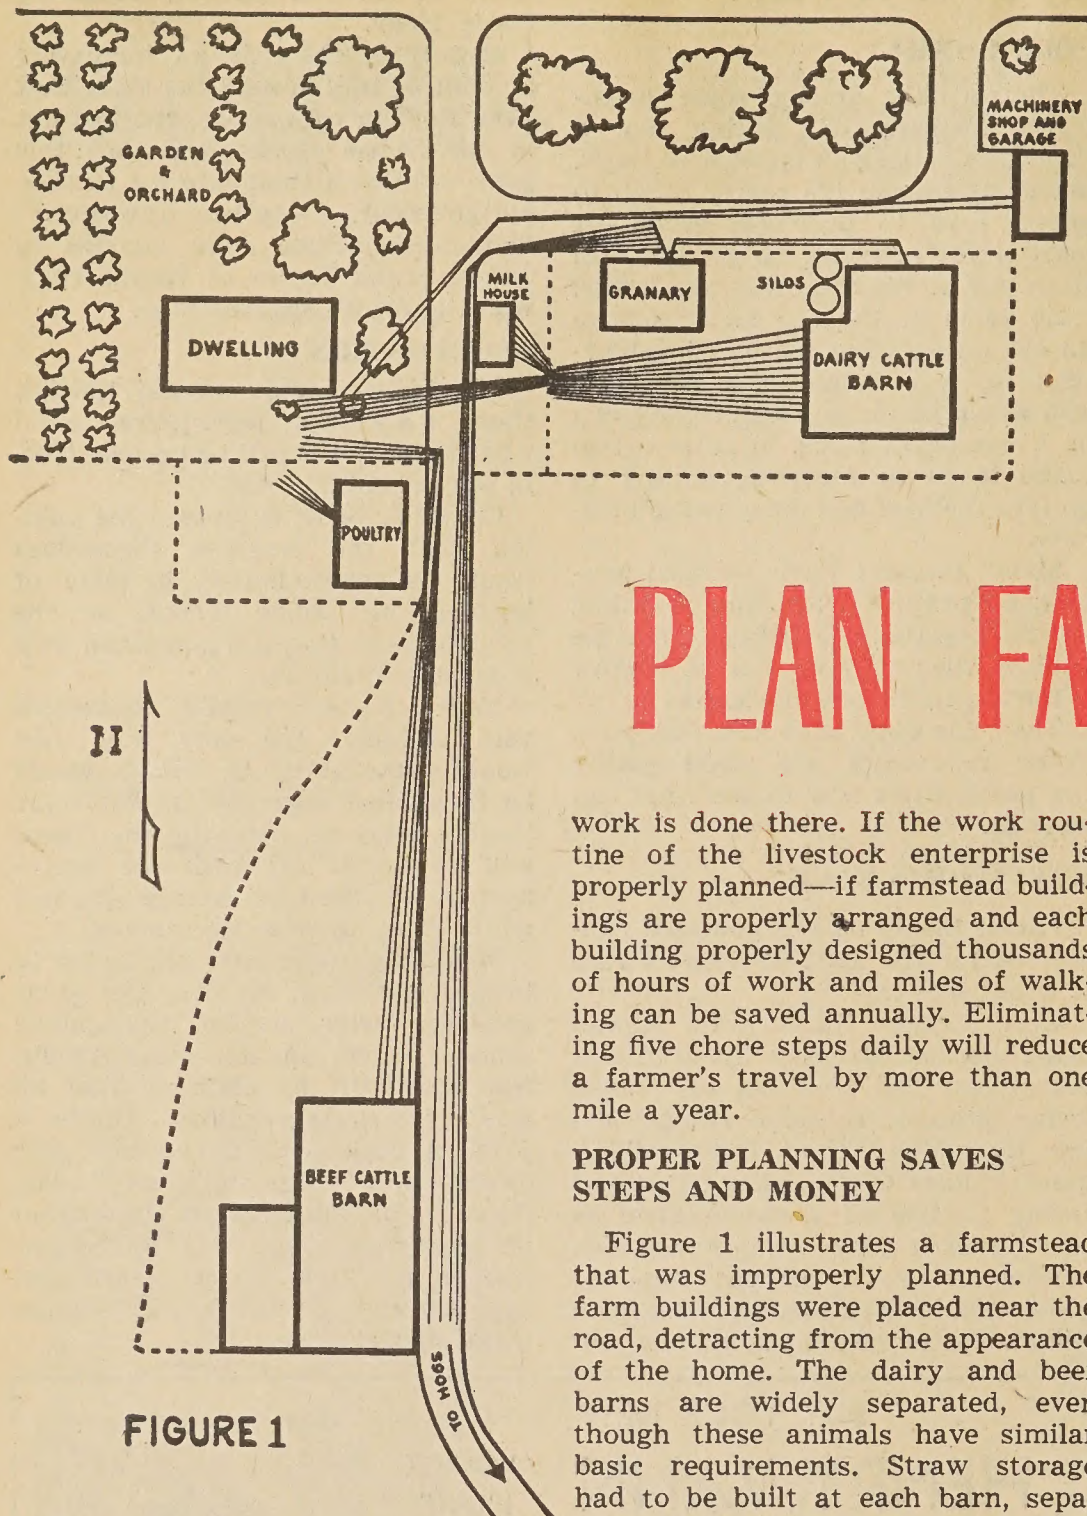 GARDEN
&
ORCHARD
MACHINERY
SHOP AND
GARAGE
MILK
HOUSE
GRANARY
SILOS
DWELLING
DAIRY CATTLE
BARN
POULTRY
PLAN FA
II
work is done there. If the work rou-
tine of the livestock enterprise is
properly planned—if farmstead build-
ings are properly arranged and each
building properly designed thousands
of hours of work and miles of walk-
ing can be saved annually. Eliminat-
ing five chore steps daily will reduce
a farmer's travel by more than one
mile a year.
PROPER PLANNING SAVES
STEPS AND MONEY
Figure 1 illustrates a farmstead
that was improperly planned. The
farm buildings were placed near the
road, detracting from the appearance
of the home. The dairy and beef
barns are widely separated, even
though these animals have similar
basic requirements. Straw storage
had to be built at each barn, sepa-
BEEF CATTLE
BARN
TO HOGS
FIGURE 1